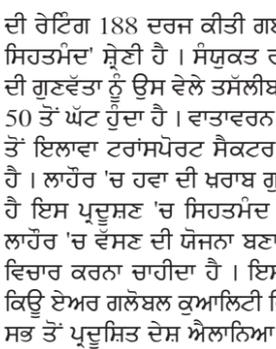 ਦੀ ਰੇਟਿੰਗ 188 ਦਰਜ ਕੀਤੀ ਗਈ
ਸਿਹਤਮੰਦ' ਸ਼੍ਰੇਣੀ ਹੈ । ਸੰਯੁਕਤ
ਦੀ ਗੁਣਵੱਤਾ ਨੂੰ ਉਸ ਵੇਲੇ ਤਸੱਲੀਬ
50 ਤੋਂ ਘੱਟ ਹੁੰਦਾ ਹੈ । ਵਾਤਾਵਰਨ
ਤੋਂ ਇਲਾਵਾ ਟਰਾਂਸਪੋਰਟ ਸੈਕਟਰ
ਹੈ । ਲਾਹੌਰ 'ਚ ਹਵਾ ਦੀ ਖ਼ਰਾਬ ਗੁ
ਹੈ ਇਸ ਪ੍ਰਦੂਸ਼ਣ 'ਚ ਸਿਹਤਮੰਦ
ਲਾਹੌਰ 'ਚ ਵੱਸਣ ਦੀ ਯੋਜਨਾ ਬਣਾ
ਵਿਚਾਰ ਕਰਨਾ ਚਾਹੀਦਾ ਹੈ । ਇਸ
ਕਿਊ ਏਅਰ ਗਲੋਬਲ ਕੁਆਲਿਟੀ
ਸਭ ਤੋਂ ਪ੍ਰਦੂਸ਼ਿਤ ਦੇਸ਼ ਐਲਾਨਿਆ